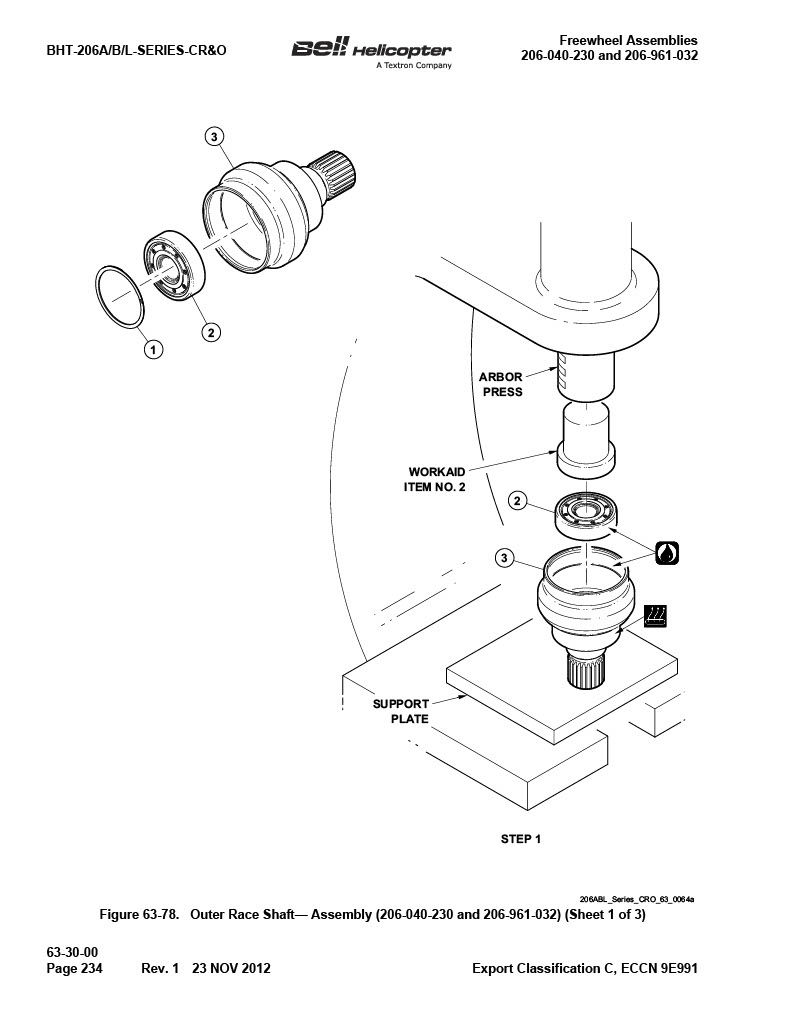 BHT-206A/B/L-SERIES-CR&O
Bell Helicopter
A Textron Company
Freewheel Assemblies
206-040-230 and 206-961-032
3
2
1
ARBOR
PRESS
WORKAID
ITEM NO. 2
2
3
SUPPORT
PLATE
STEP 1
206ABL_Series_CRO_63_0064a
Figure 63-78. Outer Race Shaft— Assembly (206-040-230 and 206-961-032) (Sheet 1 of 3)
63-30-00
Page 234 Rev. 1 23 NOV 2012 Export Classification C, ECCN 9E991